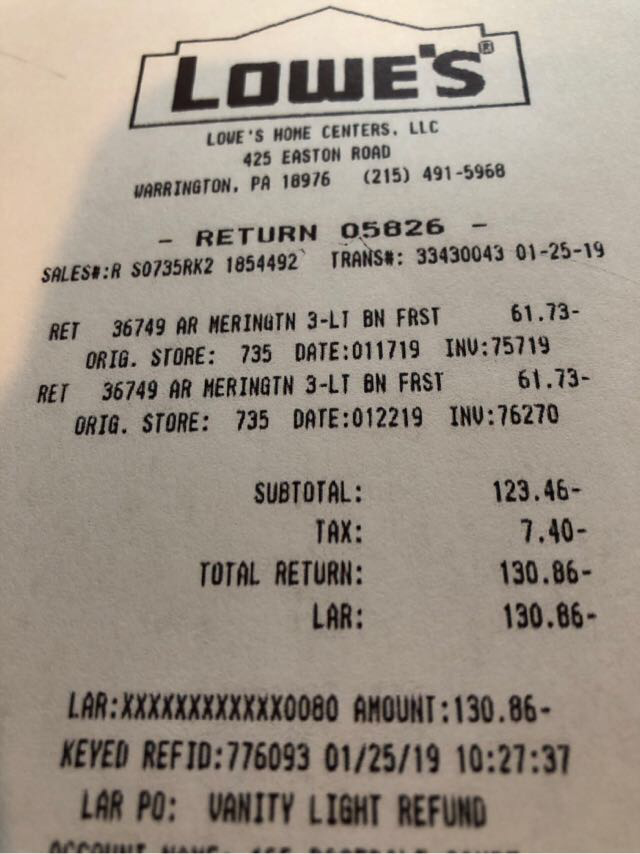 LOWE'S®
LOWE'S HOME CENTERS, LLC
425 EASTON ROAD
WARRINGTON, PA 18976 (215) 491-5968
- RETURN 05826 -
SALES#:R S0735RK2 1854492 TRANS#: 33430043 01-25-19
RET 36749 AR MERINGTN 3-LT BN FRST 61.73-
ORIG. STORE: 735 DATE:011719 INV:75719
RET 36749 AR MERINGTN 3-LT BN FRST 61.73-
ORIG. STORE: 735 DATE:012219 INV:76270
SUBTOTAL: 123.46-
TAX: 7.40-
TOTAL RETURN: 130.86-
LAR: 130.86-
LAR:XXXXXXXXXXXX0080 AMOUNT:130.86-
KEYED REFID:776093 01/25/19 10:27:37
LAR PO: VANITY LIGHT REFUND
ACCOUNT NAME: